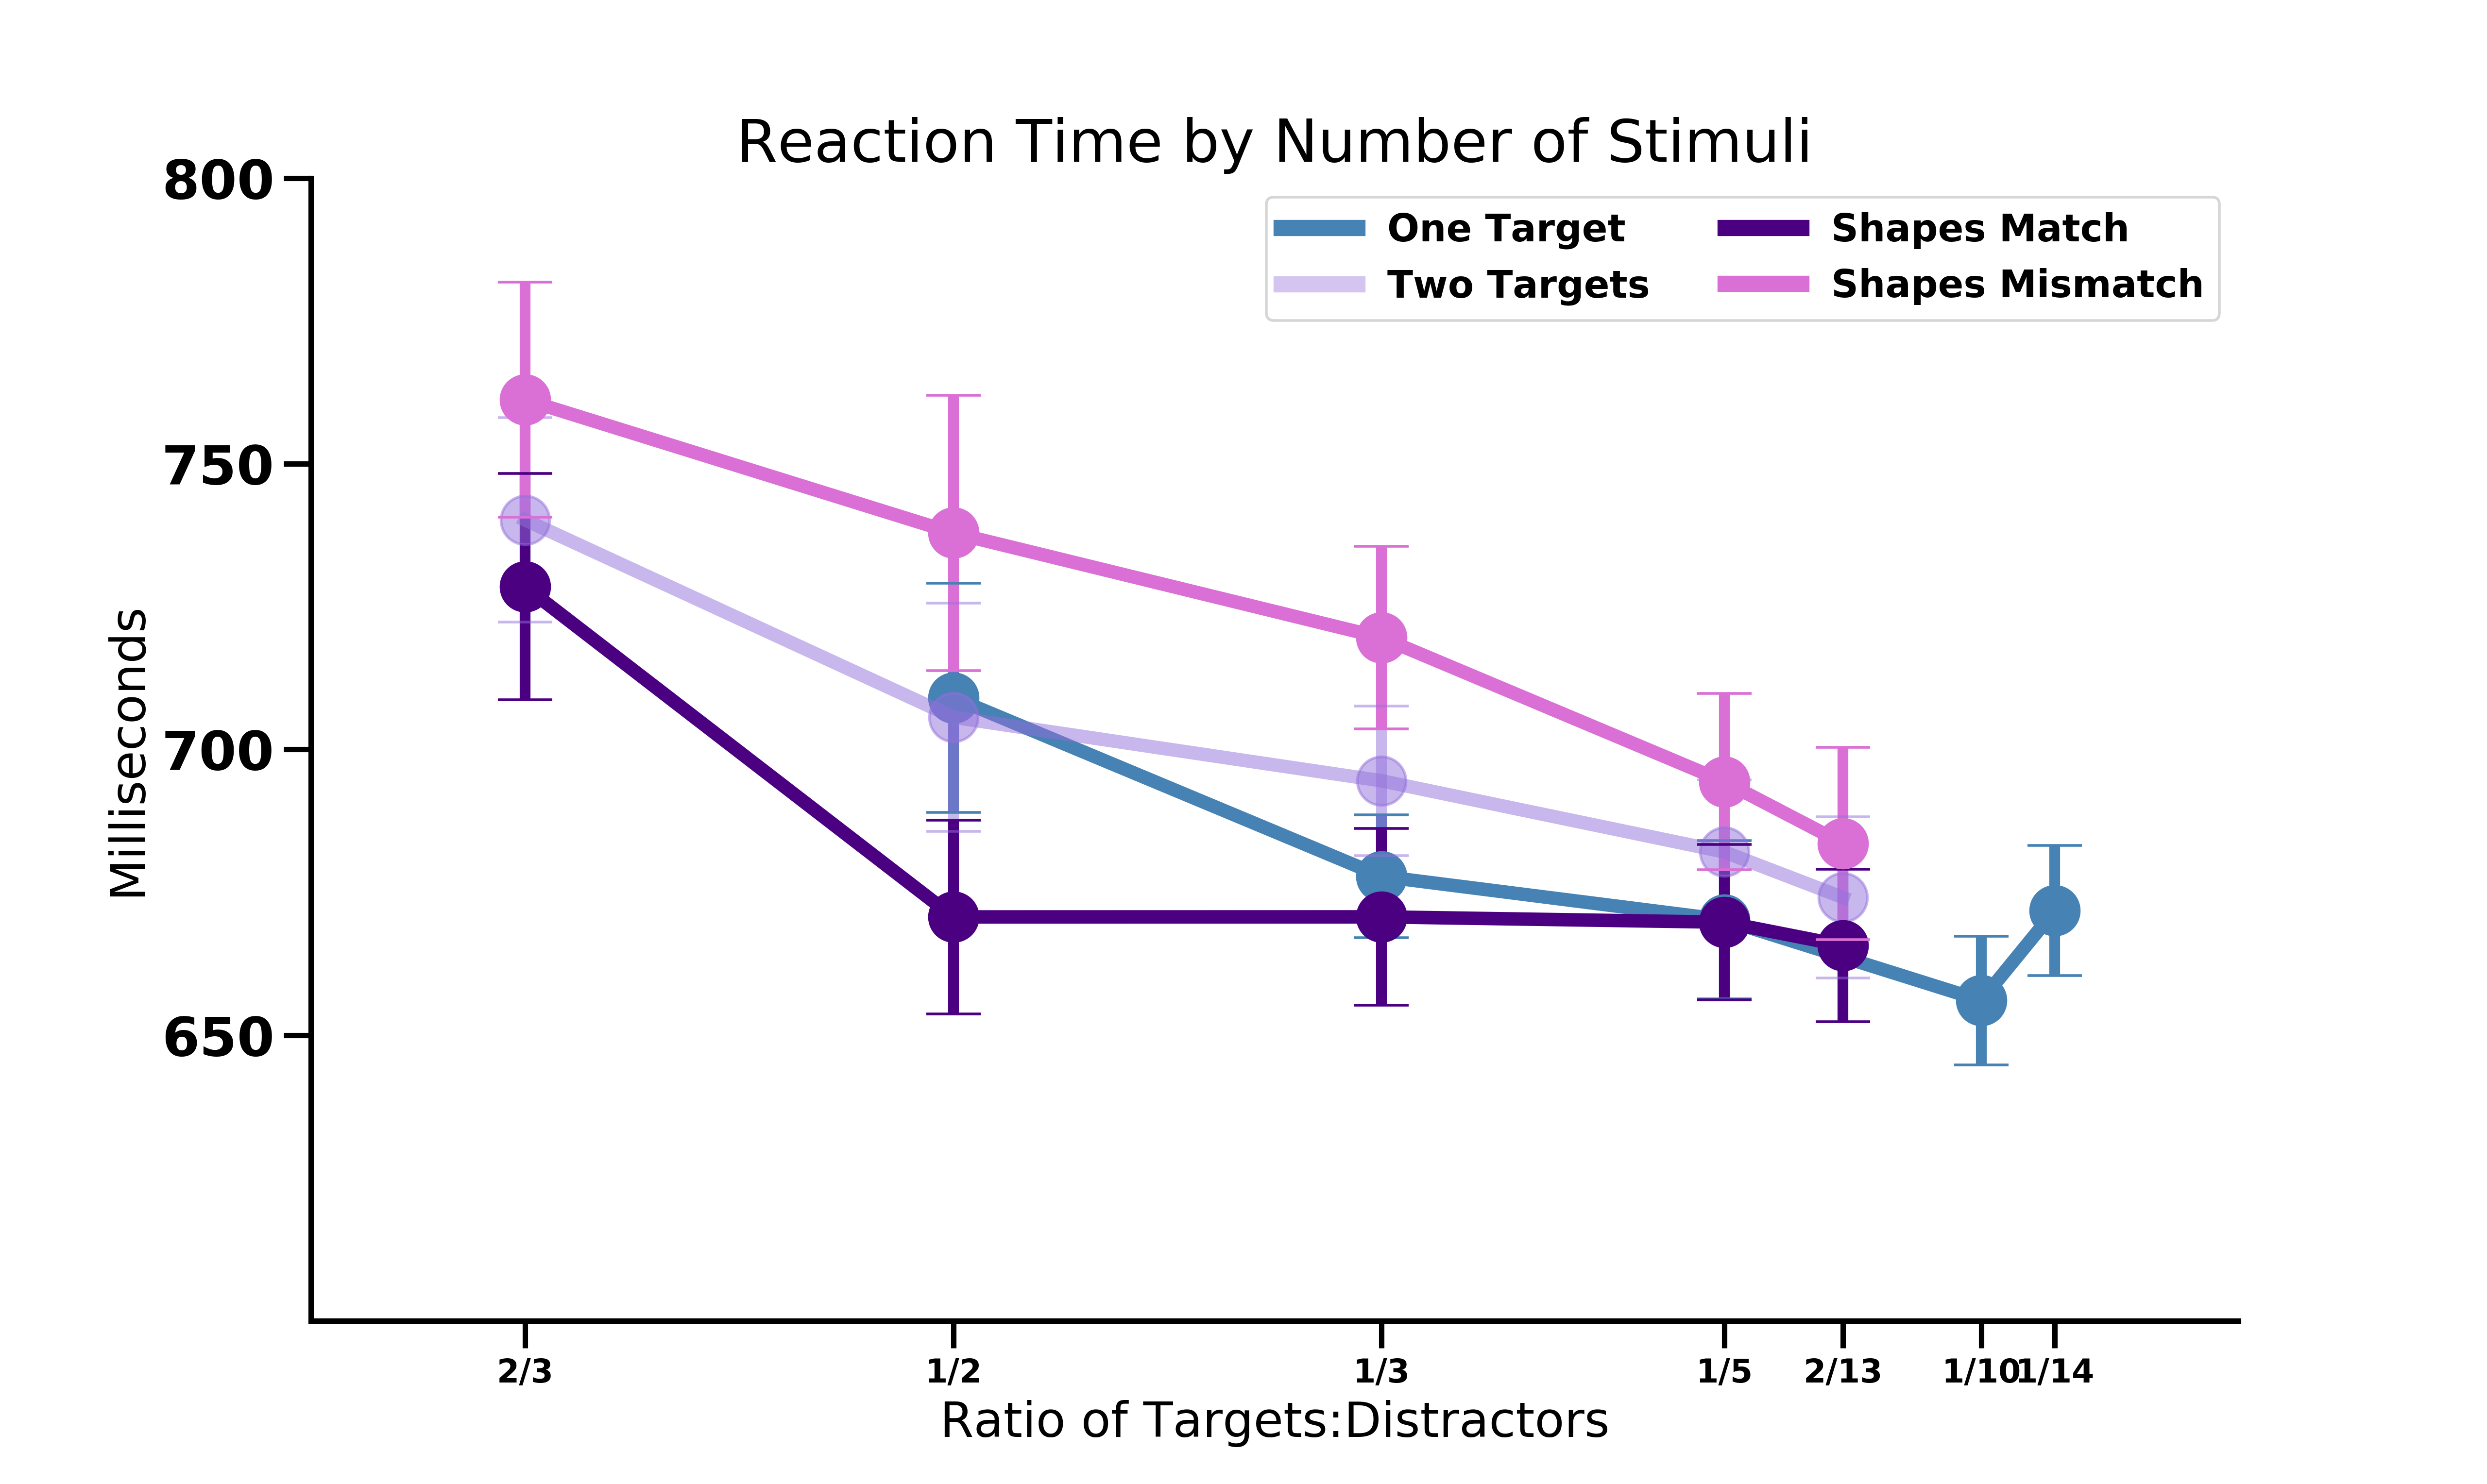 Reaction Time by Number of Stimuli
One Target
Two Targets
Shapes Match
Shapes Mismatch
800
750
700
650
Milliseconds
2/3 1/2 1/3 1/5 2/13 1/10 1/14
Ratio of Targets:Distractors